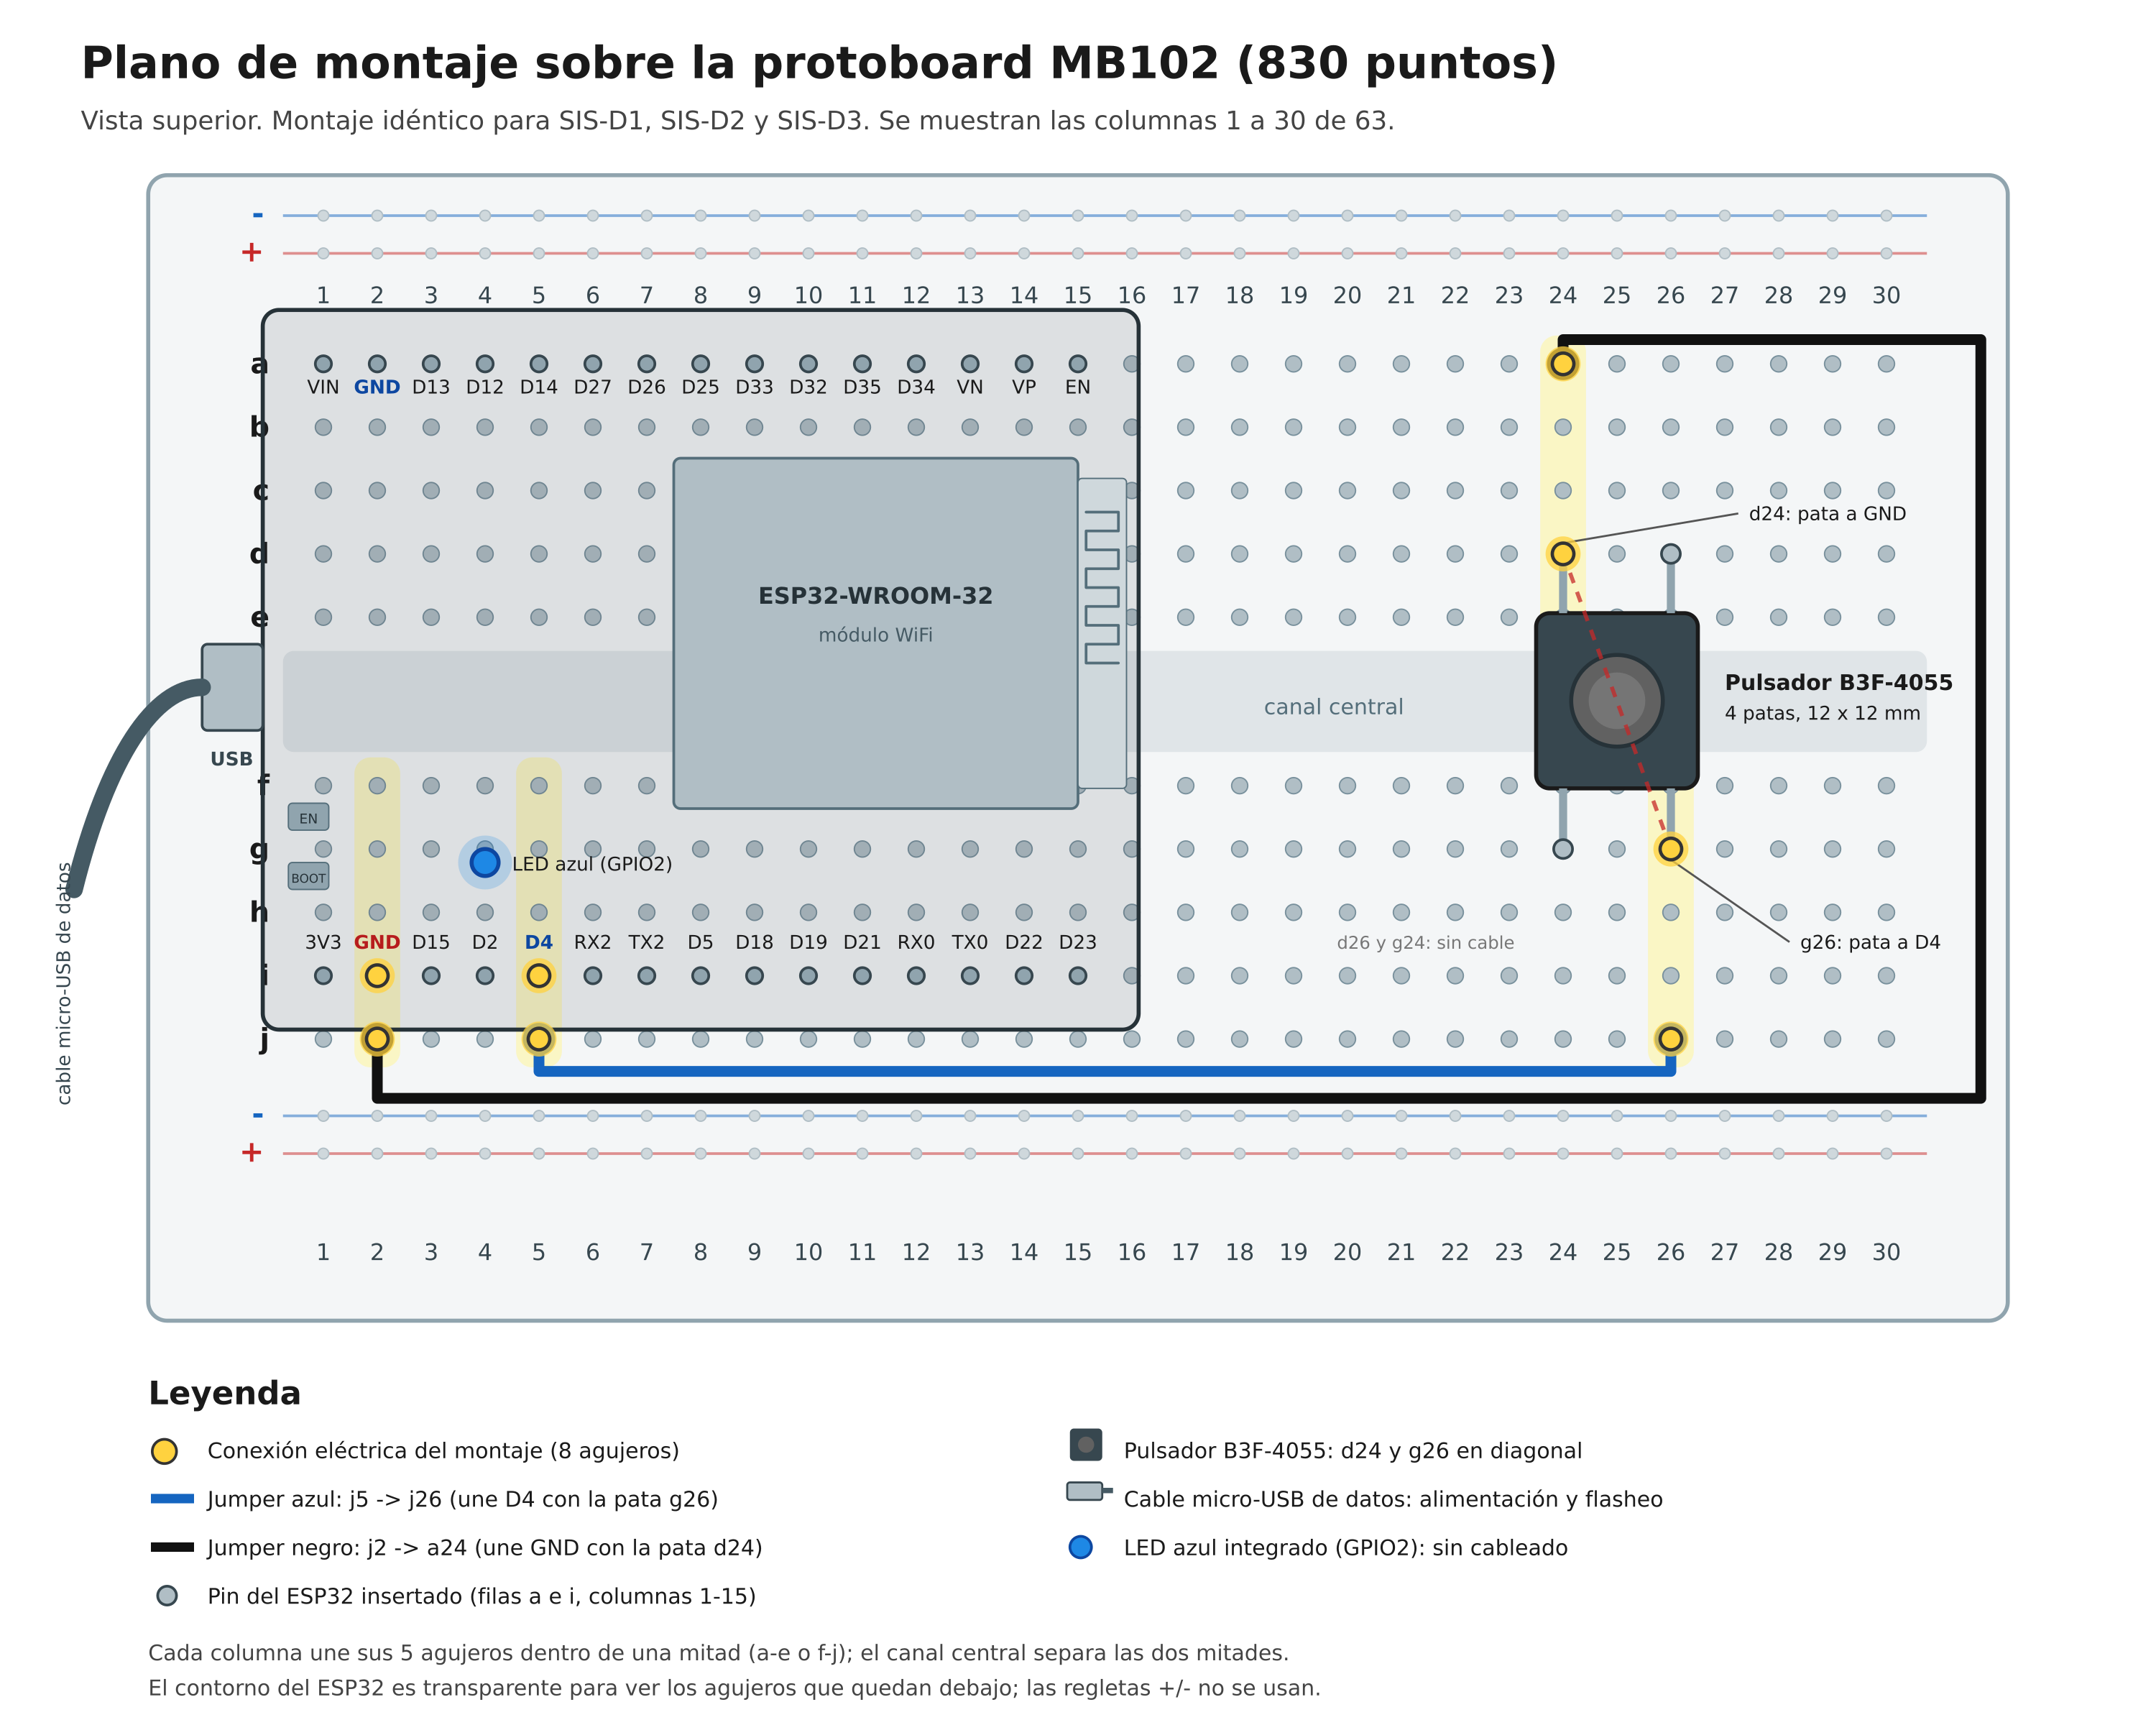 Plano de montaje sobre la protoboard MB102 (830 puntos)
Vista superior. Montaje idéntico para SIS-D1, SIS-D2 y SIS-D3. Se muestran las columnas 1 a 30 de 63.
-
+
1 2 3 4 5 6 7 8 9 10 11 12 13 14 15 16 17 18 19 20 21 22 23 24 25 26 27 28 29 30
a
VIN GND D13 D12 D14 D27 D26 D25 D33 D32 D35 D34 VN VP EN
b
c
d24: pata a GND
d
ESP32-WROOM-32
e
módulo WiFi
Pulsador B3F-4055
canal central
4 patas, 12 x 12 mm
USB
f
EN
g
LED azul (GPIO2)
BOOT
h
3V3 GND D15 D2 D4 RX2 TX2 D5 D18 D19 D21 RX0 TX0 D22 D23
d26 y g24: sin cable
g26: pata a D4
i
j
cable micro-USB de datos
-
+
1 2 3 4 5 6 7 8 9 10 11 12 13 14 15 16 17 18 19 20 21 22 23 24 25 26 27 28 29 30
Leyenda
Conexión eléctrica del montaje (8 agujeros)
Jumper azul: j5 -> j26 (une D4 con la pata g26)
Jumper negro: j2 -> a24 (une GND con la pata d24)
Pin del ESP32 insertado (filas a e i, columnas 1-15)
Pulsador B3F-4055: d24 y g26 en diagonal
Cable micro-USB de datos: alimentación y flasheo
LED azul integrado (GPIO2): sin cableado
Cada columna une sus 5 agujeros dentro de una mitad (a-e o f-j); el canal central separa las dos mitades.
El contorno del ESP32 es transparente para ver los agujeros que quedan debajo; las regletas +/- no se usan.